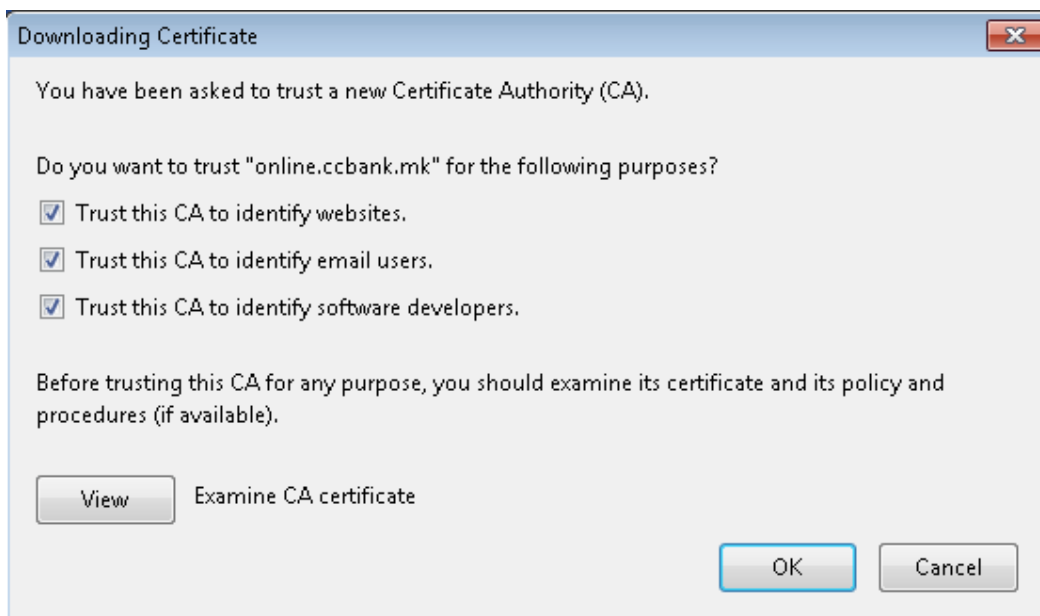 Downloading Certificate
You have been asked to trust a new Certificate Authority (CA).
Do you want to trust "online.ccbank.mk" for the following purposes?
Trust this CA to identify websites.
Trust this CA to identify email users.
Trust this CA to identify software developers.
Before trusting this CA for any purpose, you should examine its certificate and its policy and
procedures (if available).
View Examine CA certificate
OK Cancel